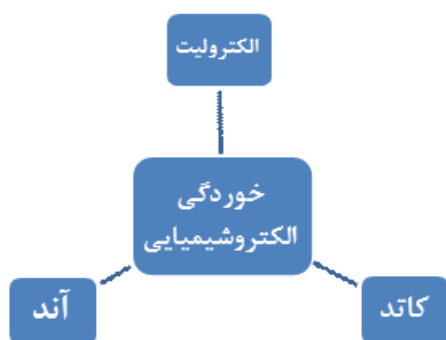 الکترولیت
خوردگی
الکتروشیمیایی
آند
کاتد